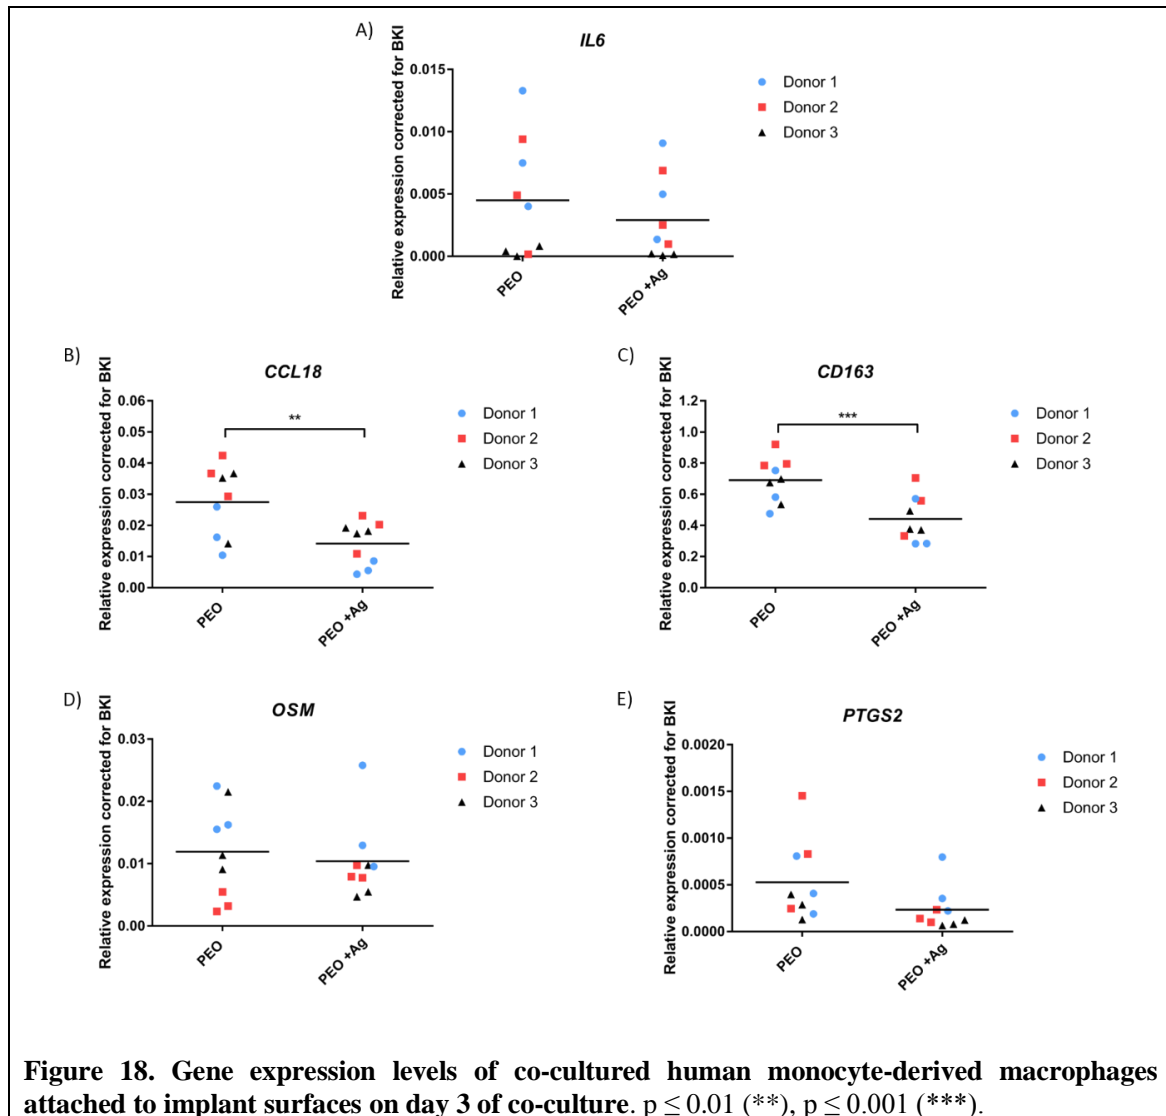 A)
IL6
Relative expression corrected for BKI
0.015
0.010
0.005
0.000
PEO
PEO +Ag
Donor 1
Donor 2
Donor 3
B)
CCL18
Relative expression corrected for BKI
0.06
0.05
0.04
0.03
0.02
0.01
0.00
**
PEO
PEO +Ag
Donor 1
Donor 2
Donor 3
C)
CD163
Relative expression corrected for BKI
1.2
1.0
0.8
0.6
0.4
0.2
0.0
***
PEO
PEO +Ag
Donor 1
Donor 2
Donor 3
D)
OSM
Relative expression corrected for BKI
0.03
0.02
0.01
0.00
PEO
PEO +Ag
Donor 1
Donor 2
Donor 3
E)
PTGS2
Relative expression corrected for BKI
0.0020
0.0015
0.0010
0.0005
0.0000
PEO
PEO +Ag
Donor 1
Donor 2
Donor 3
Figure 18. Gene expression levels of co-cultured human monocyte-derived macrophages
attached to implant surfaces on day 3 of co-culture. p ≤ 0.01 (**), p ≤ 0.001 (***).